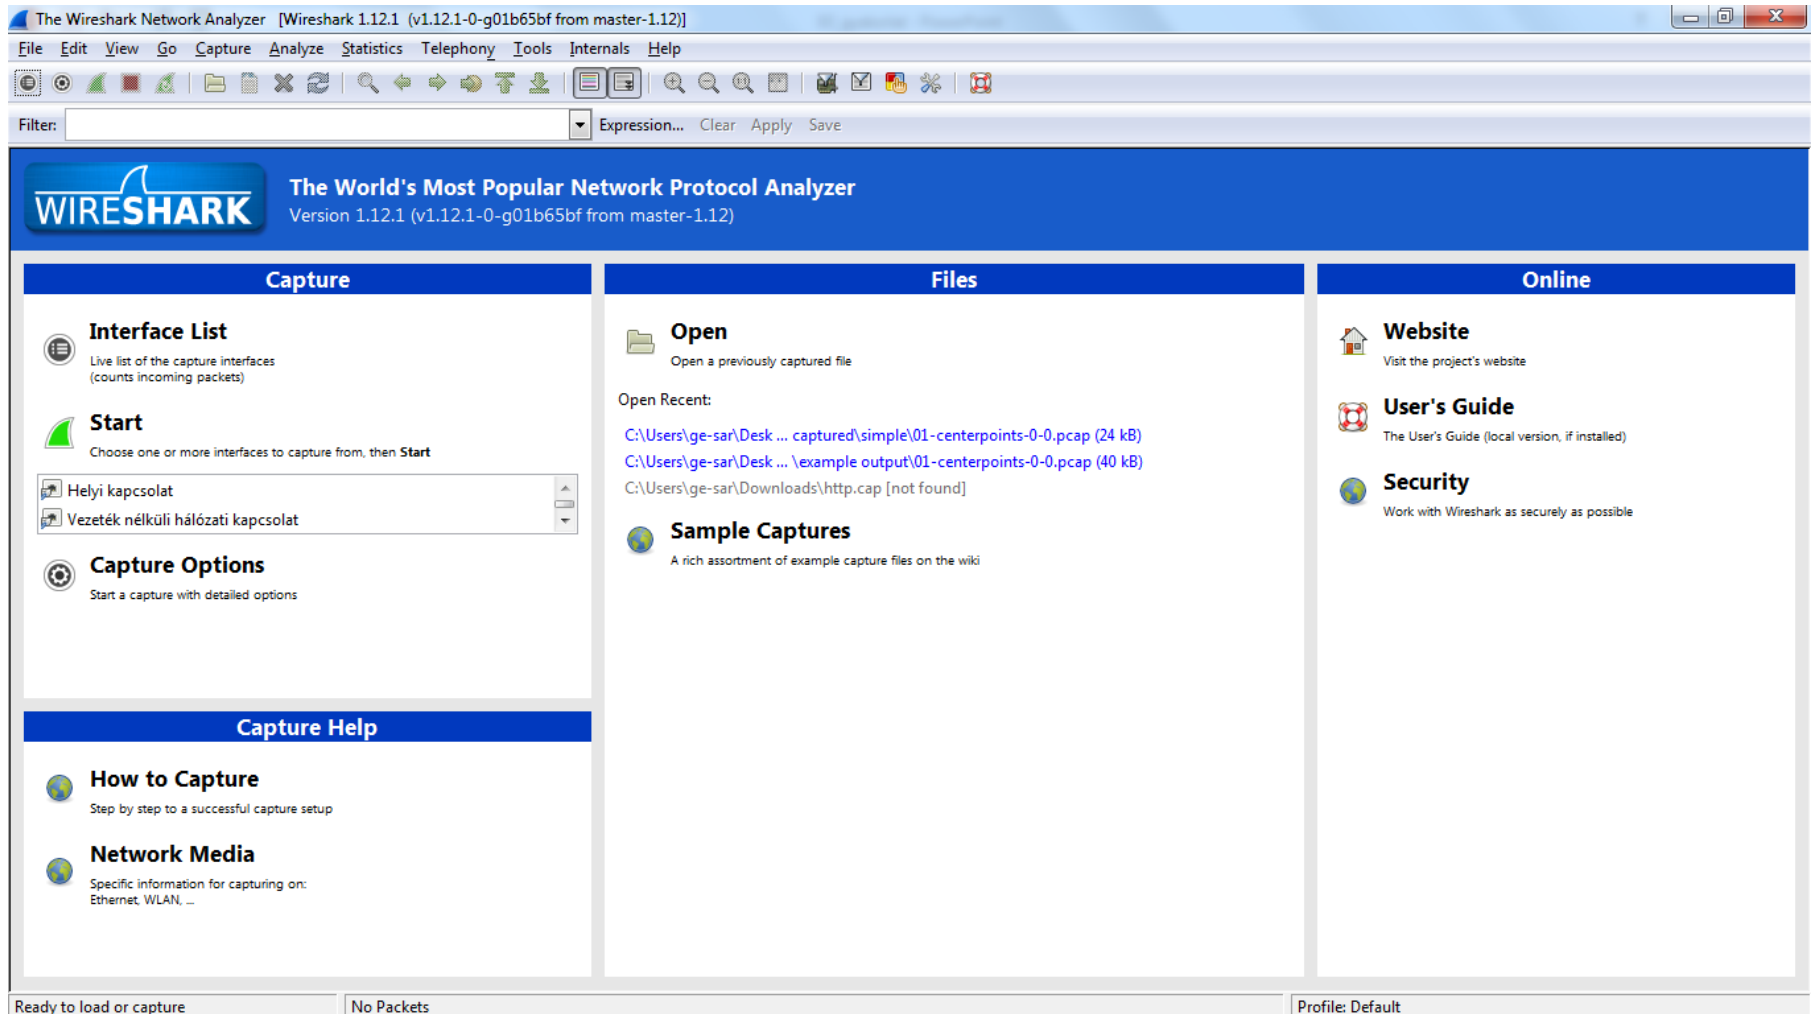 The Wireshark Network Analyzer [Wireshark 1.12.1 (v1.12.1-0-g01b65bf from master-1.12)]
File Edit View Go Capture Analyze Statistics Telephony Tools Internals Help
Filter: Expression... Clear Apply Save
WIRESHARK
The World's Most Popular Network Protocol Analyzer
Version 1.12.1 (v1.12.1-0-g01b65bf from master-1.12)
Capture
Interface List
Live list of the capture interfaces
(counts incoming packets)
Start
Choose one or more interfaces to capture from, then Start
Helyi kapcsolat
Vezeték nélküli hálózati kapcsolat
Capture Options
Start a capture with detailed options
Capture Help
How to Capture
Step by step to a successful capture setup
Network Media
Specific information for capturing on:
Ethernet, WLAN, ...
Files
Open
Open a previously captured file
Open Recent:
C:\Users\ge-sar\Desk ... captured\simple\01-centerpoints-0-0.pcap (24 kB)
C:\Users\ge-sar\Desk ... \example output\01-centerpoints-0-0.pcap (40 kB)
C:\Users\ge-sar\Downloads\http.cap [not found]
Sample Captures
A rich assortment of example capture files on the wiki
Online
Website
Visit the project's website
User's Guide
The User's Guide (local version, if installed)
Security
Work with Wireshark as securely as possible
Ready to load or capture
No Packets
Profile: Default